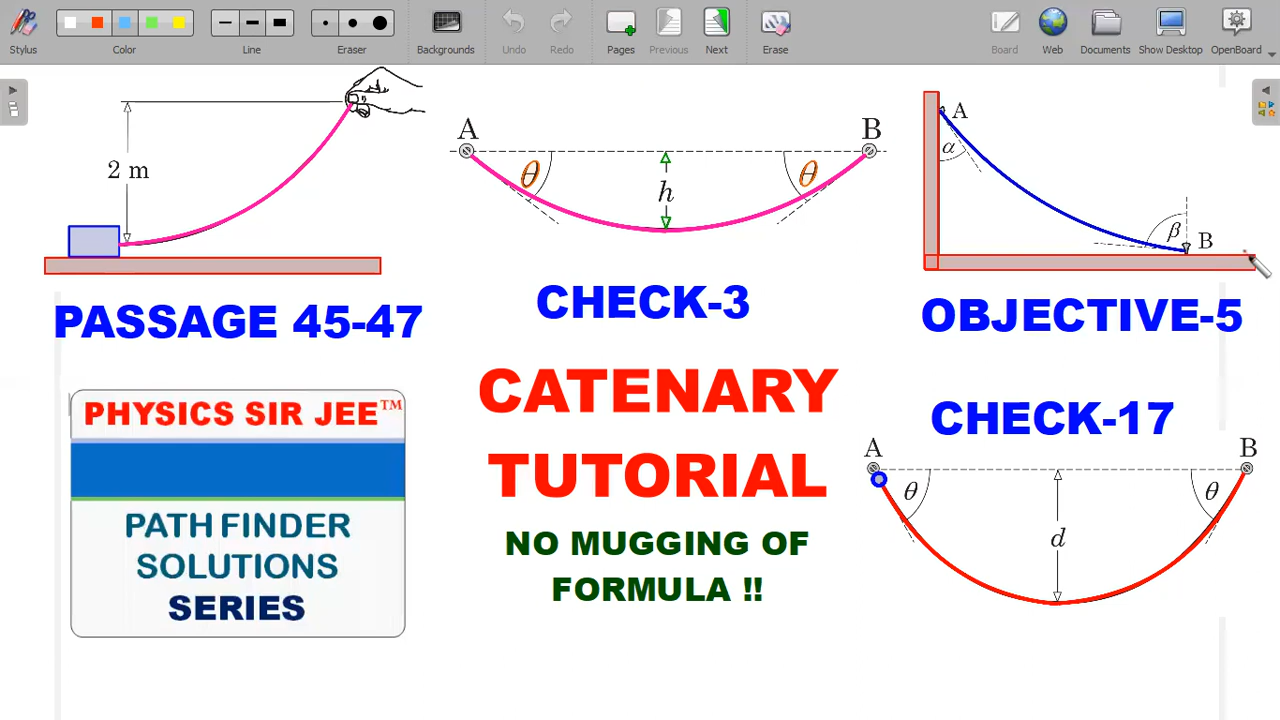 Stylus
Color
Line
Eraser
Backgrounds
Undo
Redo
Pages
Previous
Next
Erase
Board
Web
Documents
Show Desktop
OpenBoard
2 m
A
B
θ
θ
h
A
α
β
B
PASSAGE 45-47
CHECK-3
OBJECTIVE-5
PHYSICS SIR JEE™
PATH FINDER
SOLUTIONS
SERIES
CATENARY
TUTORIAL
NO MUGGING OF
FORMULA !!
CHECK-17
A
B
θ
θ
d